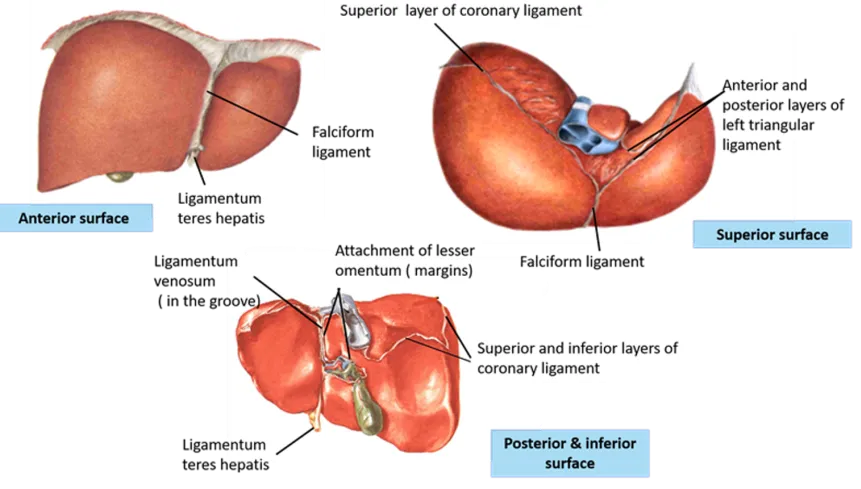 Superior layer of coronary ligament
Falciform
ligament
Ligamentum
teres hepatis
Anterior surface
Anterior and
posterior layers of
left triangular
ligament
Falciform ligament
Superior surface
Ligamentum
venosum
( in the groove)
Attachment of lesser
omentum ( margins)
Superior and inferior layers of
coronary ligament
Ligamentum
teres hepatis
Posterior & inferior
surface